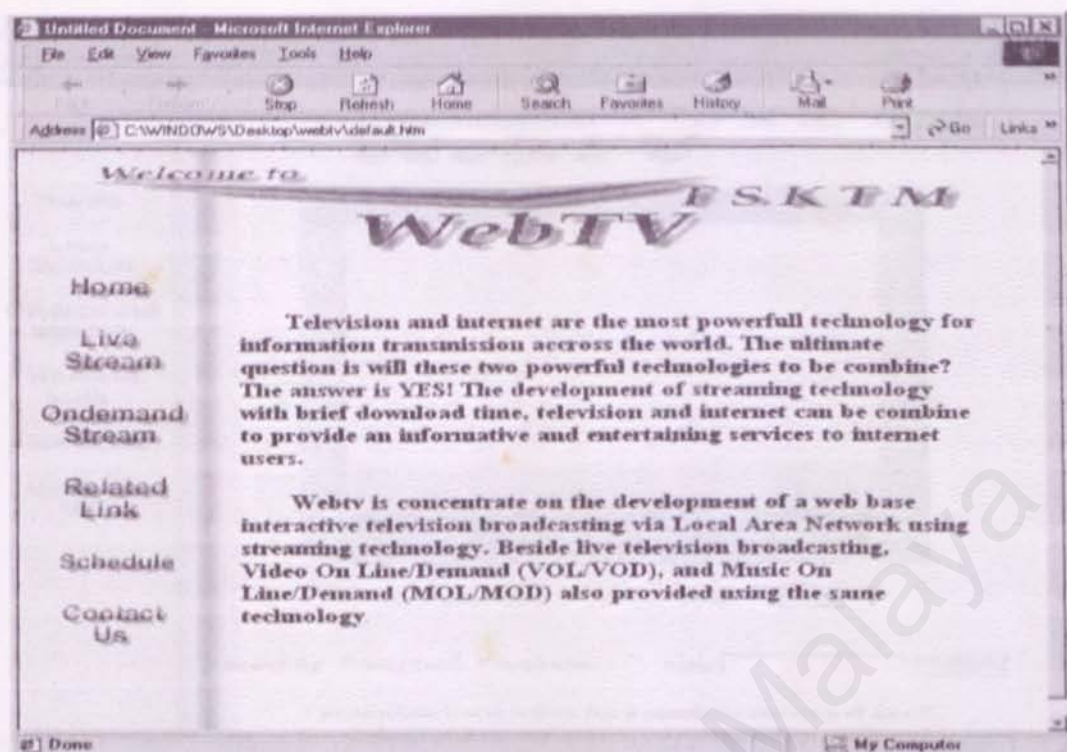 Untitled Document - Microsoft Internet Explorer
File Edit View Favorites Tools Help
Stop Refresh Home Search Favorites History Mail Print
Address C:\WINDOWS\Desktop\webtv\default.htm Go Links »
Welcome to
FSKTM
WebTV
Home
Live
Stream
Ondemand
Stream
Related
Link
Schedule
Contact
Us
Television and internet are the most powerfull technology for
information transmission accross the world. The ultimate
question is will these two powerful technologies to be combine?
The answer is YES! The development of streaming technology
with brief download time, television and internet can be combine
to provide an informative and entertaining services to internet
users.
Webtv is concentrate on the development of a web base
interactive television broadcasting via Local Area Network using
streaming technology. Beside live television broadcasting,
Video On Line/Demand (VOL/VOD), and Music On
Line/Demand (MOL/MOD) also provided using the same
technology
Done My Computer
Malaya